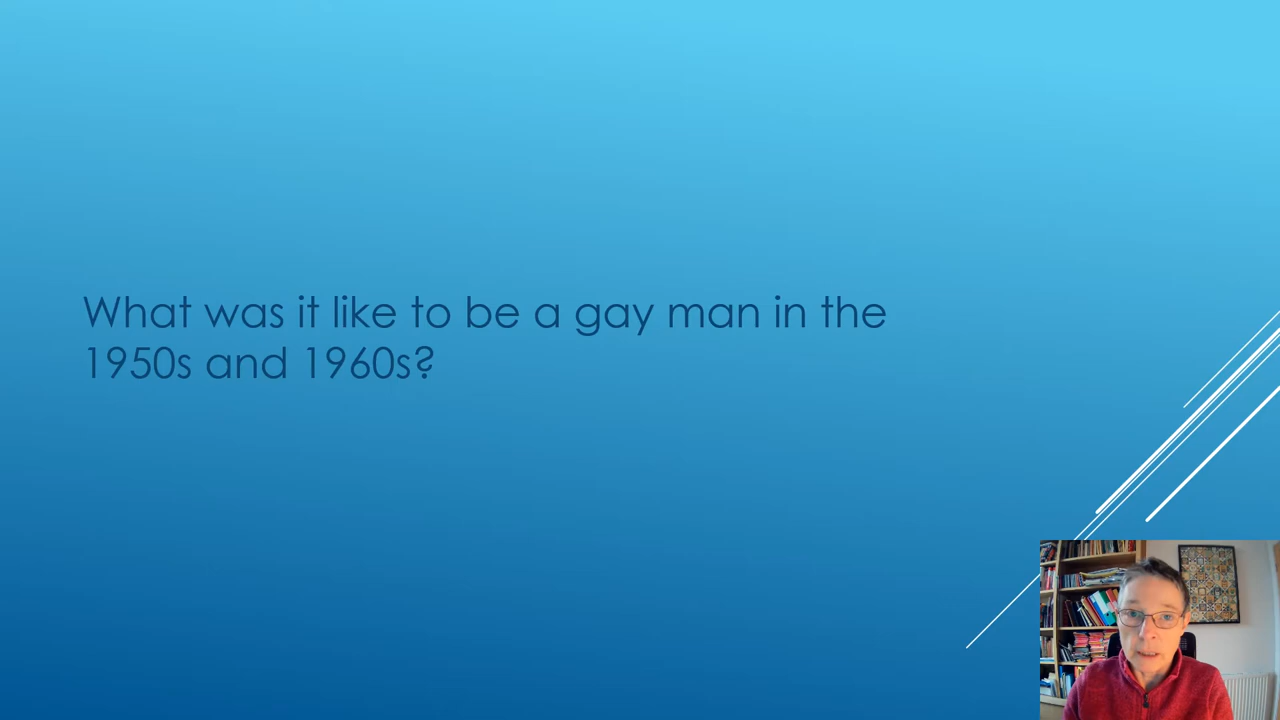 What was it like to be a gay man in the
1950s and 1960s?